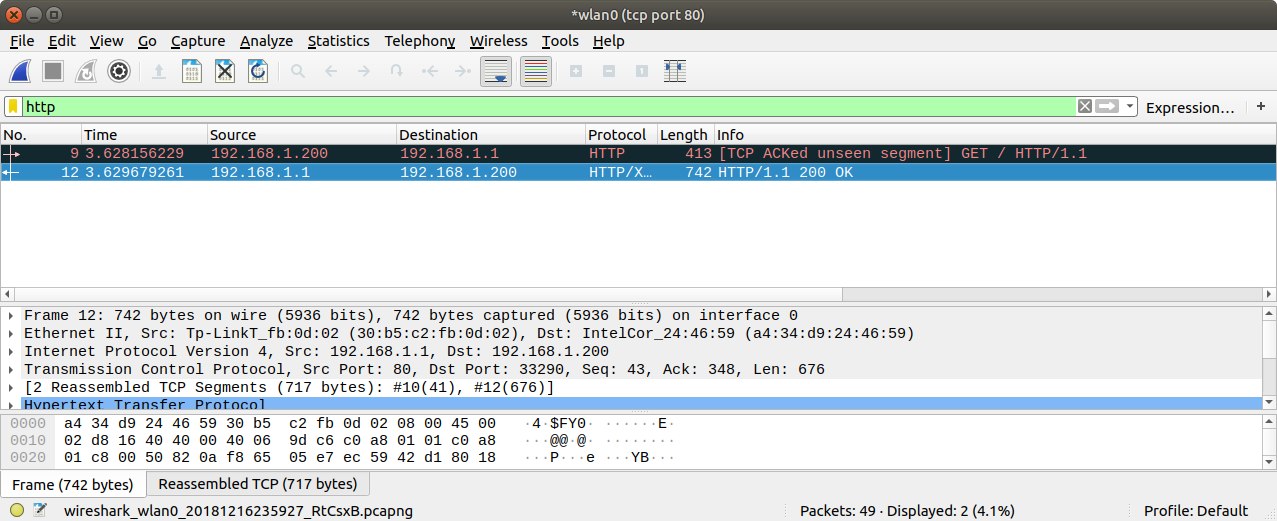 *wlan0 (tcp port 80)
File Edit View Go Capture Analyze Statistics Telephony Wireless Tools Help
http Expression… +
No. Time Source Destination Protocol Length Info
9 3.628156229 192.168.1.200 192.168.1.1 HTTP 413 [TCP ACKed unseen segment] GET / HTTP/1.1
12 3.629679261 192.168.1.1 192.168.1.200 HTTP/X… 742 HTTP/1.1 200 OK
Frame 12: 742 bytes on wire (5936 bits), 742 bytes captured (5936 bits) on interface 0
Ethernet II, Src: Tp-LinkT_fb:0d:02 (30:b5:c2:fb:0d:02), Dst: IntelCor_24:46:59 (a4:34:d9:24:46:59)
Internet Protocol Version 4, Src: 192.168.1.1, Dst: 192.168.1.200
Transmission Control Protocol, Src Port: 80, Dst Port: 33290, Seq: 43, Ack: 348, Len: 676
[2 Reassembled TCP Segments (717 bytes): #10(41), #12(676)]
Hypertext Transfer Protocol
0000 a4 34 d9 24 46 59 30 b5 c2 fb 0d 02 08 00 45 00 ·4·$FY0· ······E·
0010 02 d8 16 40 40 00 40 06 9d c6 c0 a8 01 01 c0 a8 ···@@·@· ········
0020 01 c8 00 50 82 0a f8 65 05 e7 ec 59 42 d1 80 18 ···P···e ···YB···
Frame (742 bytes) Reassembled TCP (717 bytes)
wireshark_wlan0_20181216235927_RtCsxB.pcapng Packets: 49 · Displayed: 2 (4.1%) Profile: Default